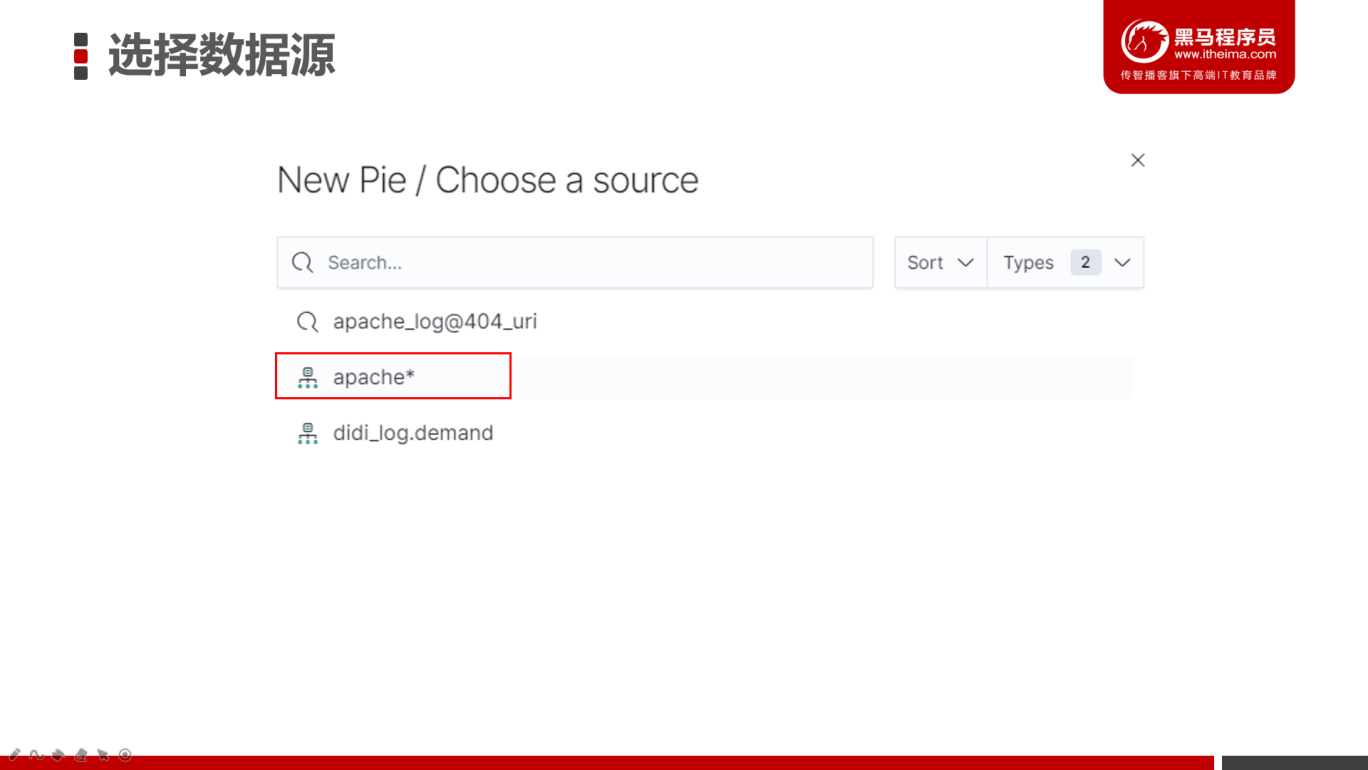 选择数据源
黑马程序员
www.itheima.com
传智播客旗下高端IT教育品牌
New Pie / Choose a source
Search...
Sort
Types 2
apache_log@404_uri
apache*
didi_log.demand